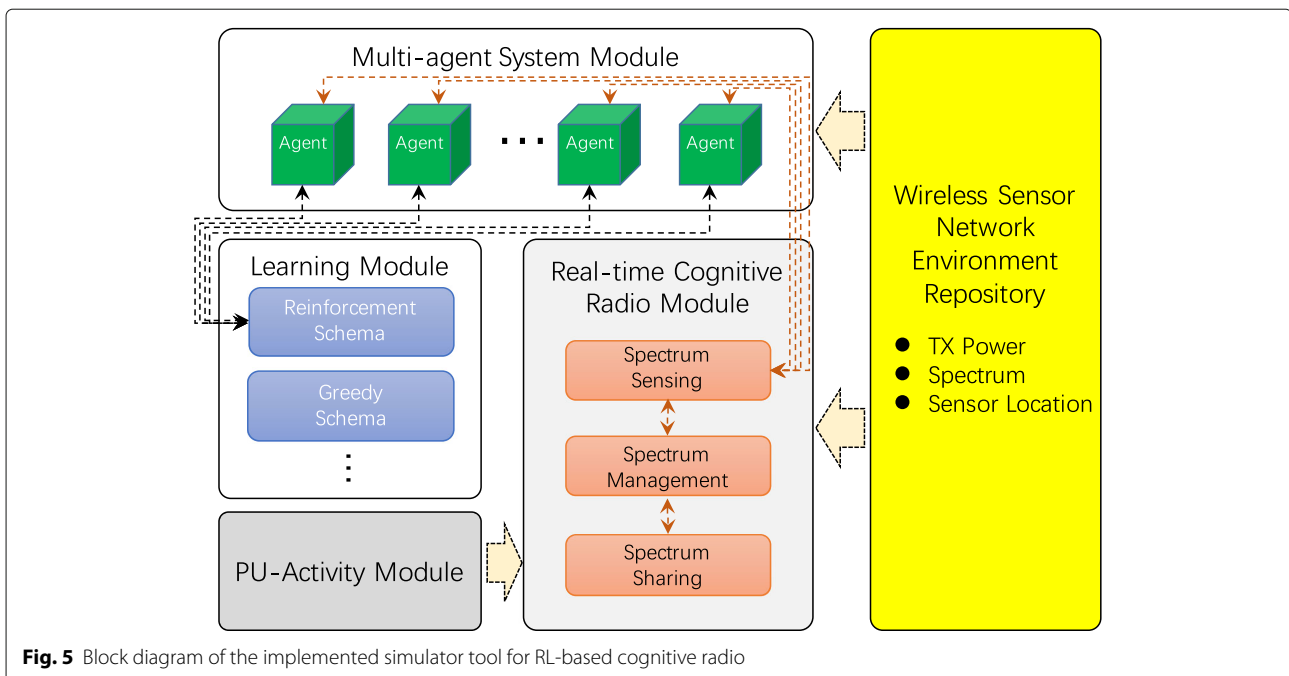 Multi-agent System Module
Agent
Agent
Agent
Agent
Learning Module
Reinforcement
Schema
Greedy
Schema
PU-Activity Module
Real-time Cognitive
Radio Module
Spectrum
Sensing
Spectrum
Management
Spectrum
Sharing
Wireless Sensor
Network
Environment
Repository
● TX Power
● Spectrum
● Sensor Location
Fig. 5 Block diagram of the implemented simulator tool for RL-based cognitive radio